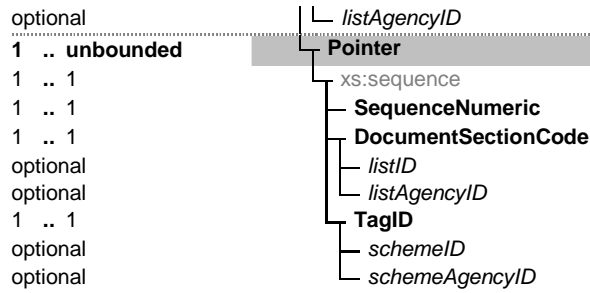 optional listAgencyID
1 .. unbounded Pointer
1 .. 1 xs:sequence
1 .. 1 SequenceNumeric
1 .. 1 DocumentSectionCode
optional listID
optional listAgencyID
1 .. 1 TagID
optional schemeID
optional schemeAgencyID